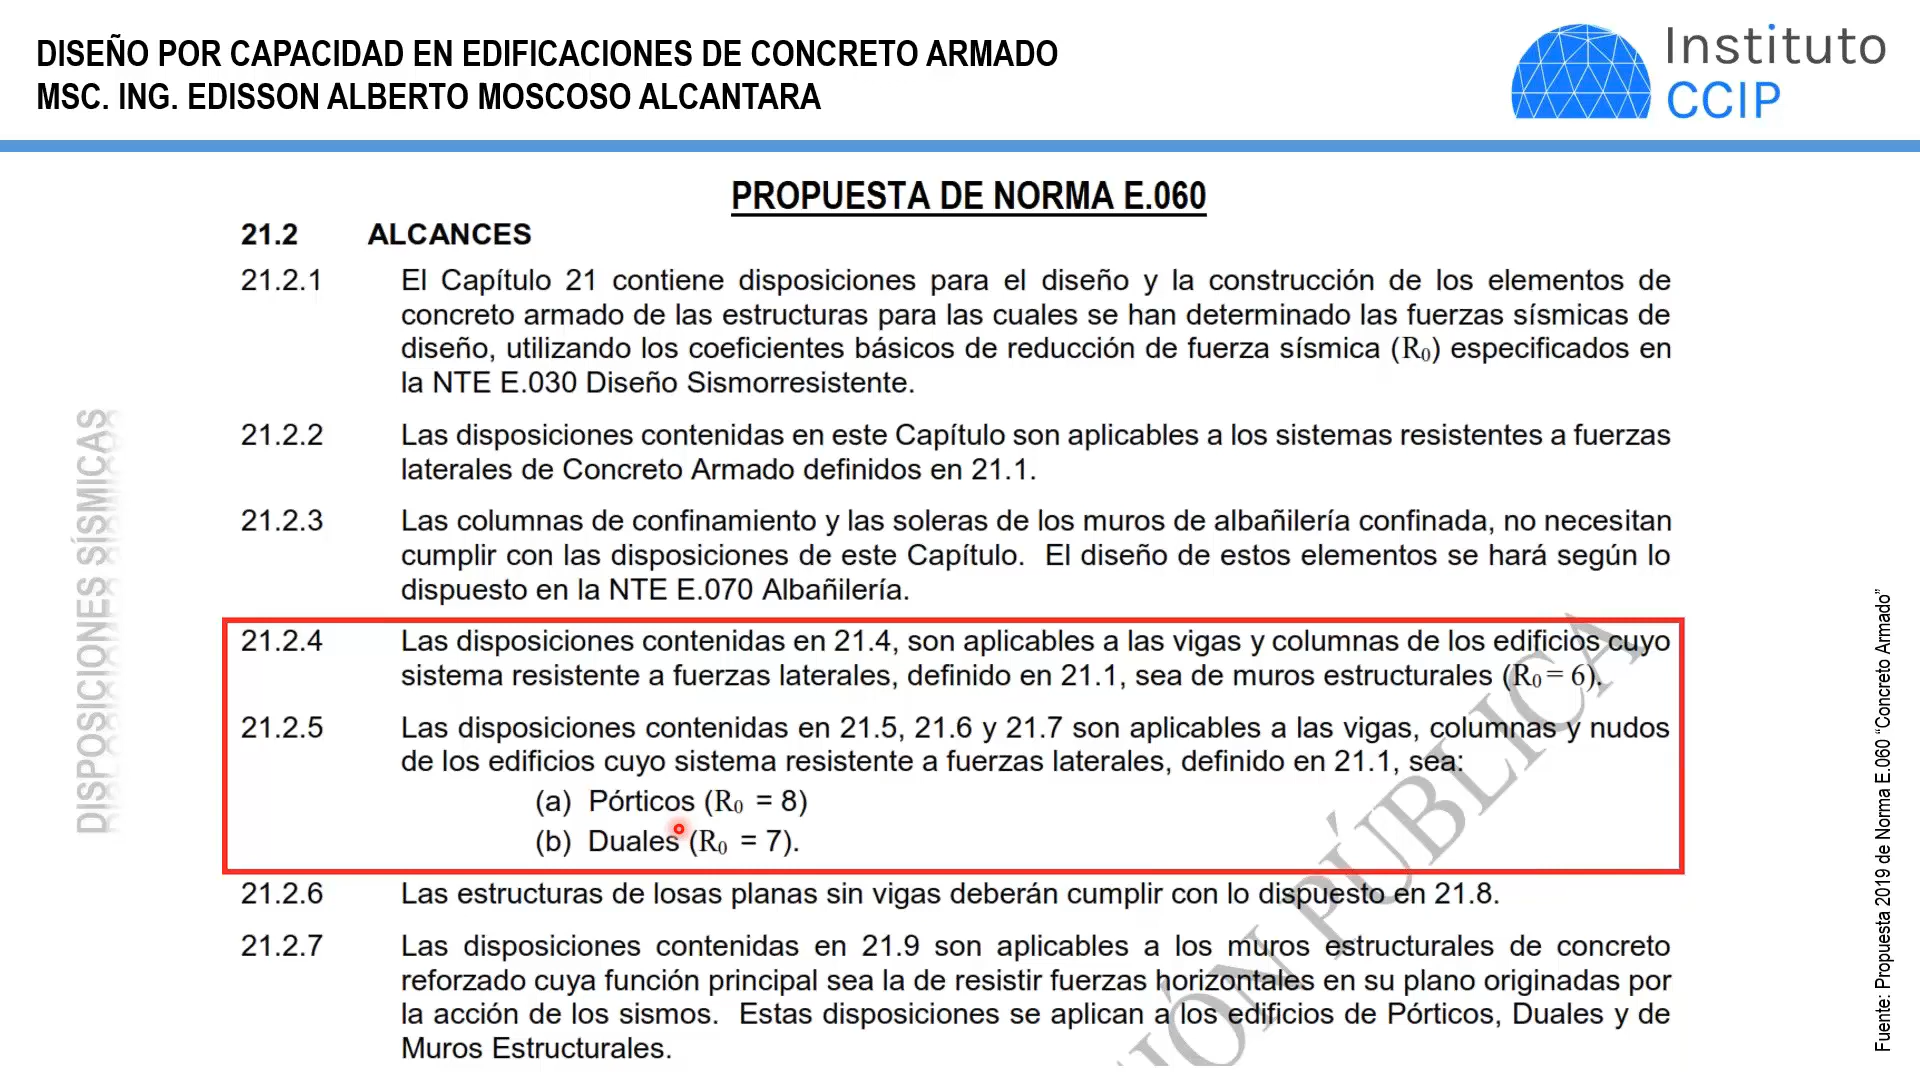 DISEÑO POR CAPACIDAD EN EDIFICACIONES DE CONCRETO ARMADO
MSC. ING. EDISSON ALBERTO MOSCOSO ALCANTARA
Instituto
CCIP
PROPUESTA DE NORMA E.060
21.2 ALCANCES
21.2.1 El Capítulo 21 contiene disposiciones para el diseño y la construcción de los elementos de
concreto armado de las estructuras para las cuales se han determinado las fuerzas sísmicas de
diseño, utilizando los coeficientes básicos de reducción de fuerza sísmica (R₀) especificados en
la NTE E.030 Diseño Sismorresistente.
21.2.2 Las disposiciones contenidas en este Capítulo son aplicables a los sistemas resistentes a fuerzas
laterales de Concreto Armado definidos en 21.1.
21.2.3 Las columnas de confinamiento y las soleras de los muros de albañilería confinada, no necesitan
cumplir con las disposiciones de este Capítulo. El diseño de estos elementos se hará según lo
dispuesto en la NTE E.070 Albañilería.
21.2.4 Las disposiciones contenidas en 21.4, son aplicables a las vigas y columnas de los edificios cuyo
sistema resistente a fuerzas laterales, definido en 21.1, sea de muros estructurales (R₀ = 6).
21.2.5 Las disposiciones contenidas en 21.5, 21.6 y 21.7 son aplicables a las vigas, columnas y nudos
de los edificios cuyo sistema resistente a fuerzas laterales, definido en 21.1, sea:
(a) Pórticos (R₀ = 8)
(b) Duales (R₀ = 7).
21.2.6 Las estructuras de losas planas sin vigas deberán cumplir con lo dispuesto en 21.8.
21.2.7 Las disposiciones contenidas en 21.9 son aplicables a los muros estructurales de concreto
reforzado cuya función principal sea la de resistir fuerzas horizontales en su plano originadas por
la acción de los sismos. Estas disposiciones se aplican a los edificios de Pórticos, Duales y de
Muros Estructurales.
DISPOSICIONES SÍSMICAS
Fuente: Propuesta 2019 de Norma E.060 “Concreto Armado”
IÓN PÚBLICA